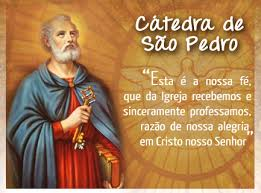 Cátedra de
São Pedro
“Esta é a nossa fé,
que da Igreja recebemos e
sinceramente professamos,
razão de nossa alegria,
em Cristo nosso Senhor”